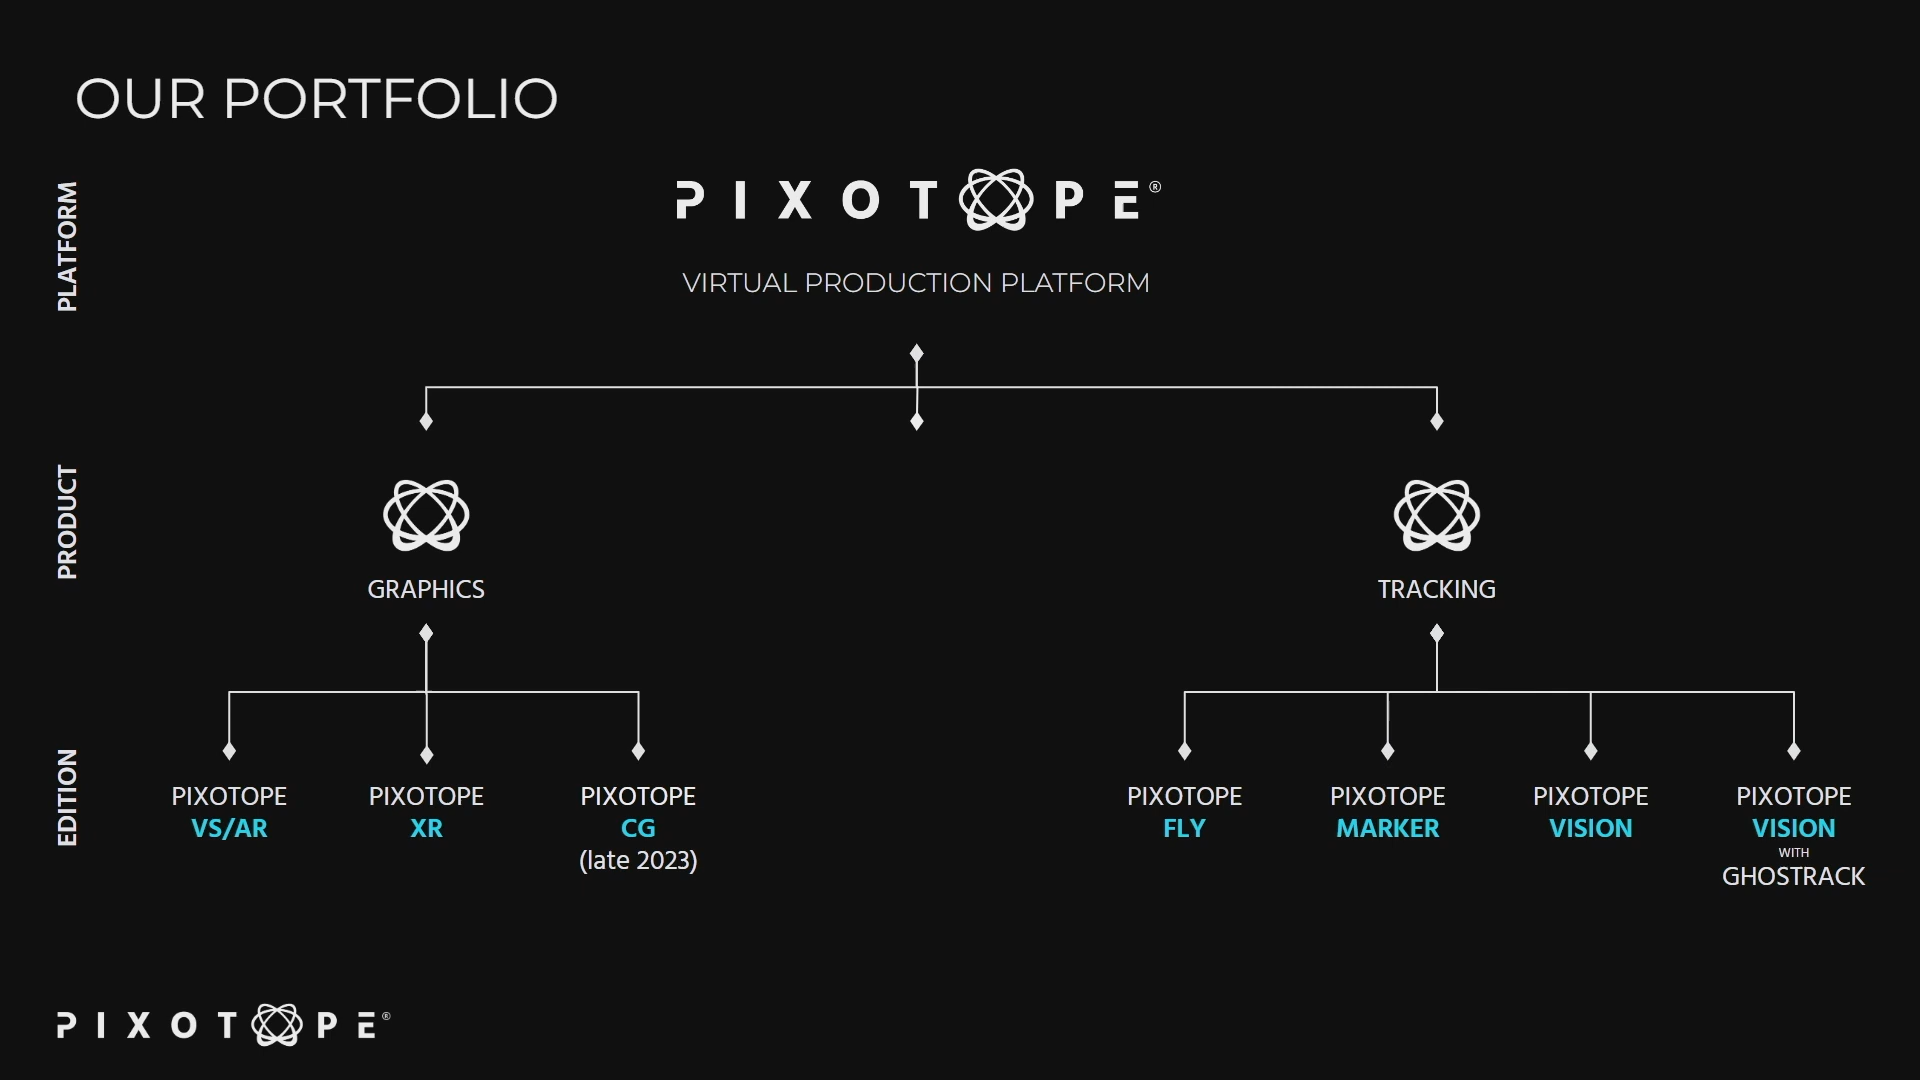 OUR PORTFOLIO
PLATFORM
PIXOTOPE®
VIRTUAL PRODUCTION PLATFORM
PRODUCT
GRAPHICS
TRACKING
EDITION
PIXOTOPE
VS/AR
PIXOTOPE
XR
PIXOTOPE
CG
(late 2023)
PIXOTOPE
FLY
PIXOTOPE
MARKER
PIXOTOPE
VISION
PIXOTOPE
VISION
WITH
GHOSTRACK
PIXOTOPE®